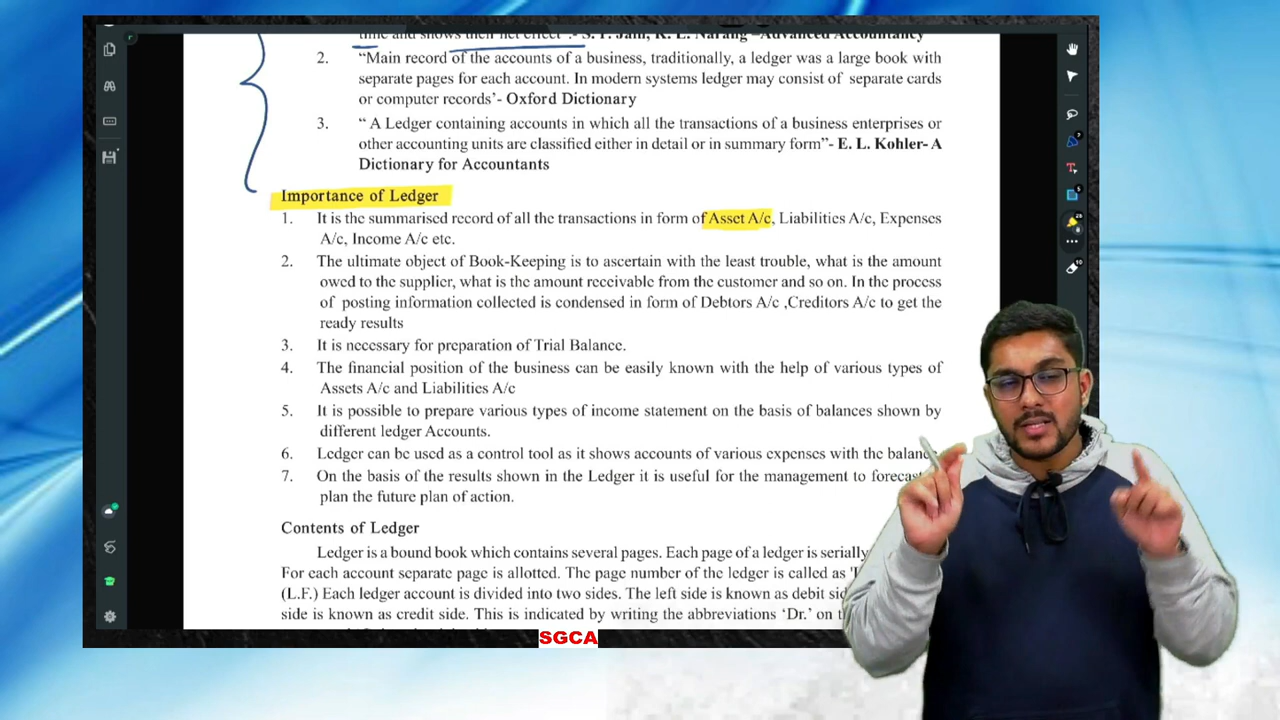 time and shows their net effect".- S. P. Jain, K. L. Narang –Advanced Accountancy
2. “Main record of the accounts of a business, traditionally, a ledger was a large book with
separate pages for each account. In modern systems ledger may consist of separate cards
or computer records’- Oxford Dictionary
3. “ A Ledger containing accounts in which all the transactions of a business enterprises or
other accounting units are classified either in detail or in summary form”- E. L. Kohler- A
Dictionary for Accountants
Importance of Ledger
1. It is the summarised record of all the transactions in form of Asset A/c, Liabilities A/c, Expenses
A/c, Income A/c etc.
2. The ultimate object of Book-Keeping is to ascertain with the least trouble, what is the amount
owed to the supplier, what is the amount receivable from the customer and so on. In the process
of posting information collected is condensed in form of Debtors A/c ,Creditors A/c to get the
ready results
3. It is necessary for preparation of Trial Balance.
4. The financial position of the business can be easily known with the help of various types of
Assets A/c and Liabilities A/c
5. It is possible to prepare various types of income statement on the basis of balances shown by
different ledger Accounts.
6. Ledger can be used as a control tool as it shows accounts of various expenses with the balanc
7. On the basis of the results shown in the Ledger it is useful for the management to forecas
plan the future plan of action.
Contents of Ledger
Ledger is a bound book which contains several pages. Each page of a ledger is serially
For each account separate page is allotted. The page number of the ledger is called as
(L.F.) Each ledger account is divided into two sides. The left side is known as debit
side is known as credit side. This is indicated by writing the abbreviations ‘Dr.’ on
SGCA